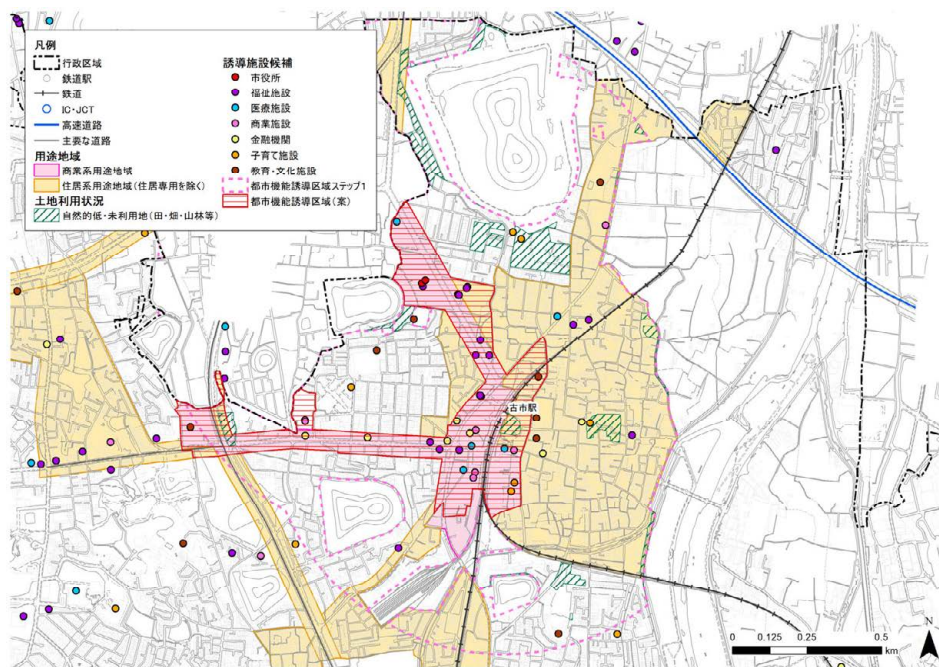 凡例
行政区域
鉄道駅
鉄道
IC・JCT
高速道路
主要な道路
用途地域
商業系用途地域
住居系用途地域(住居専用を除く)
土地利用状況
自然的低・未利用地(田・畑・山林等)
誘導施設候補
市役所
福祉施設
医療施設
商業施設
金融機関
子育て施設
教育・文化施設
都市機能誘導区域ステップ1
都市機能誘導区域(案)
古市駅
N
0 0.125 0.25 0.5
km